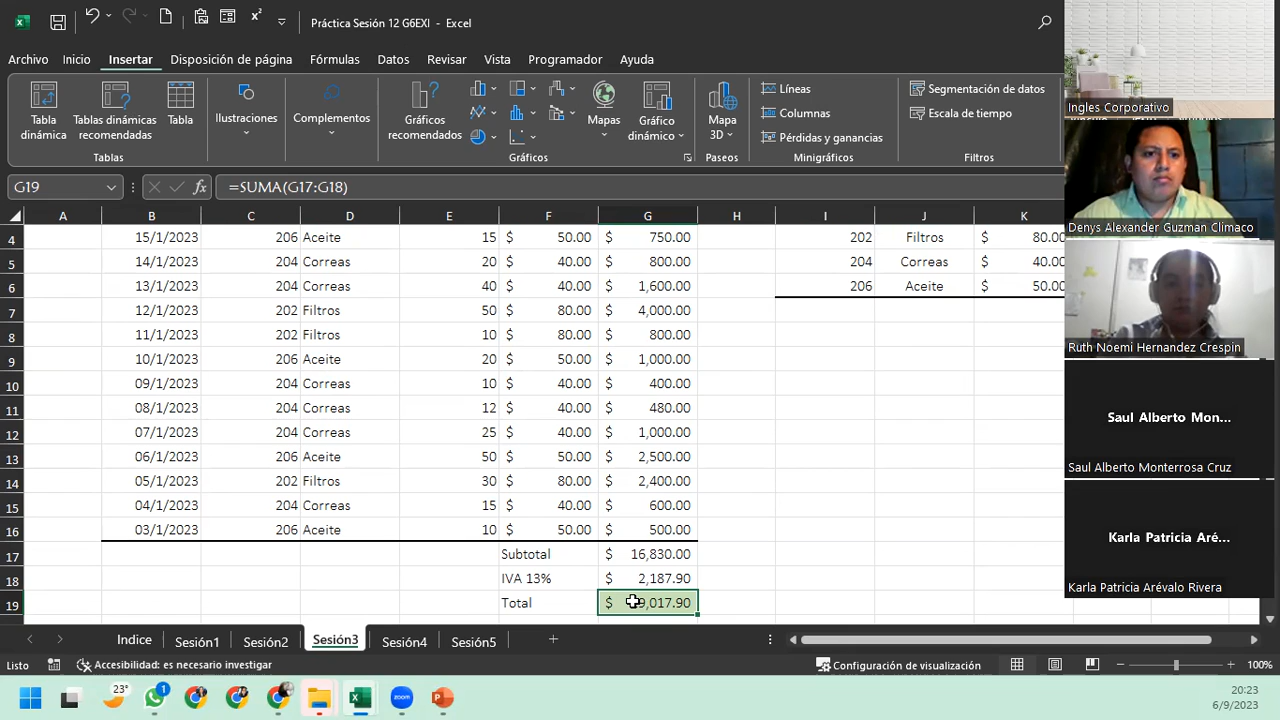 Práctica Sesión 12 GEXI - Excel
Archivo Inicio Insertar Disposición de página Fórmulas
Tabla dinámica
Tablas dinámicas recomendadas
Tabla
Ilustraciones
Complementos
Mapas
Gráfico dinámico
Mapa 3D
Línea
Columnas
Pérdidas y ganancias
Segmentación de datos
Escala de tiempo
Tablas Gráficos Paseos Minigráficos Filtros
G19 fx =SUMA(G17:G18)
A B C D E F G H I J K
4 15/1/2023 206 Aceite $ 50.00 $ 750.00 202 Filtros $ 80.00
5 14/1/2023 204 Correas 20 $ 40.00 $ 800.00 204 Correas $ 40.00
6 13/1/2023 204 Correas 40 $ 40.00 $ 1,600.00 206 Aceite $ 50.00
7 12/1/2023 202 Filtros 50 $ 80.00 $ 4,000.00
8 11/1/2023 202 Filtros 10 $ 80.00 $ 800.00
9 10/1/2023 206 Aceite 20 $ 50.00 $ 1,000.00
10 09/1/2023 204 Correas 10 $ 40.00 $ 400.00
11 08/1/2023 204 Correas 12 $ 40.00 $ 480.00
12 07/1/2023 204 Correas 25 $ 40.00 $ 1,000.00
13 06/1/2023 206 Aceite 50 $ 50.00 $ 2,500.00
14 05/1/2023 202 Filtros 30 $ 80.00 $ 2,400.00
15 04/1/2023 204 Correas 15 $ 40.00 $ 600.00
16 03/1/2023 206 Aceite 10 $ 50.00 $ 500.00
17 Subtotal $ 16,830.00
18 IVA 13% $ 2,187.90
19 Total $ 9,017.90
Indice Sesión1 Sesión2 Sesión3 Sesión4 Sesión5
Listo Accesibilidad: es necesario investigar Configuración de visualización 100%
23° 1 zoom
20:23
6/9/2023
Ingles Corporativo
Denys Alexander Guzman Climaco
Ruth Noemi Hernandez Crespin
Saul Alberto Mon...
Saul Alberto Monterrosa Cruz
Karla Patricia Aré...
Karla Patricia Arévalo Rivera